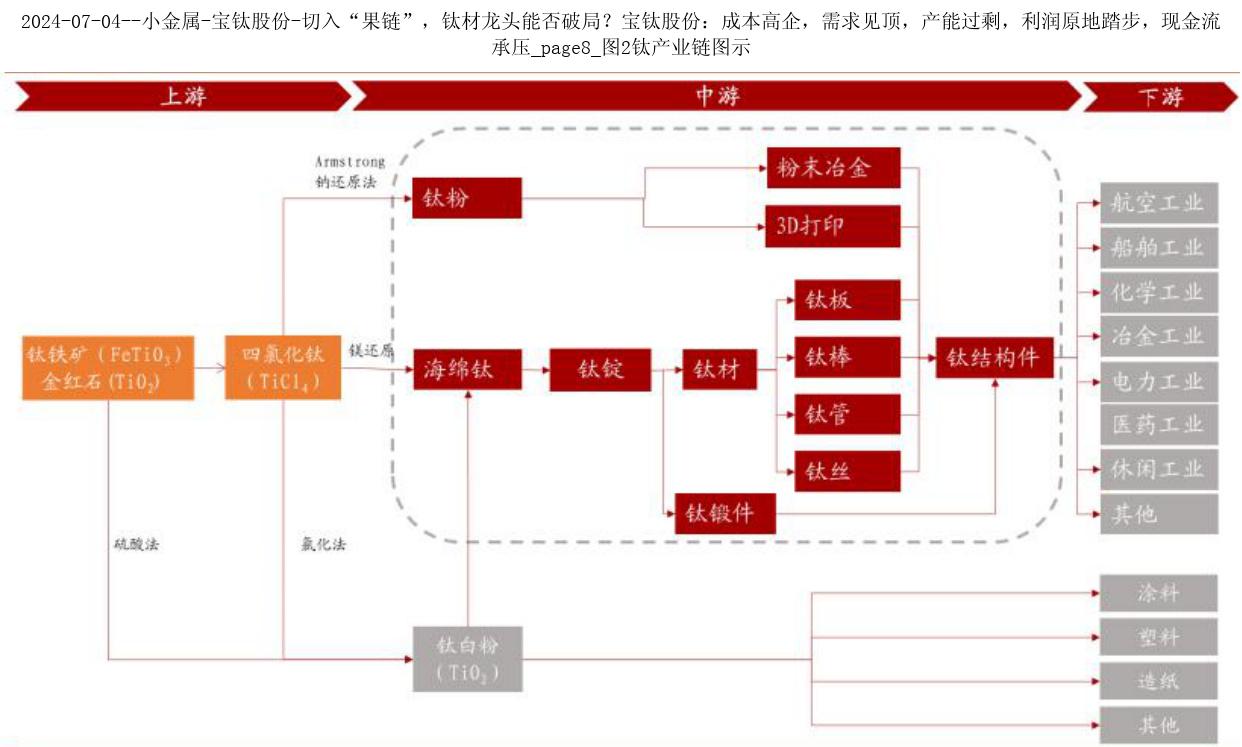 2024-07-04--小金属-宝钛股份-切入“果链”，钛材龙头能否破局？宝钛股份：成本高企，需求见顶，产能过剩，利润原地踏步，现金流
承压_page8_图2钛产业链图示
上游
中游
下游
Armstrong
钠还原法
钛粉
粉末冶金
3D打印
钛铁矿（FeTiO₃）
金红石(TiO₂)
四氯化钛
（TiCl₄）
镁还原
海绵钛
钛锭
钛材
钛板
钛棒
钛管
钛丝
钛锻件
钛结构件
航空工业
船舶工业
化学工业
冶金工业
电力工业
医药工业
休闲工业
其他
硫酸法
氯化法
钛白粉
（TiO₂）
涂料
塑料
造纸
其他